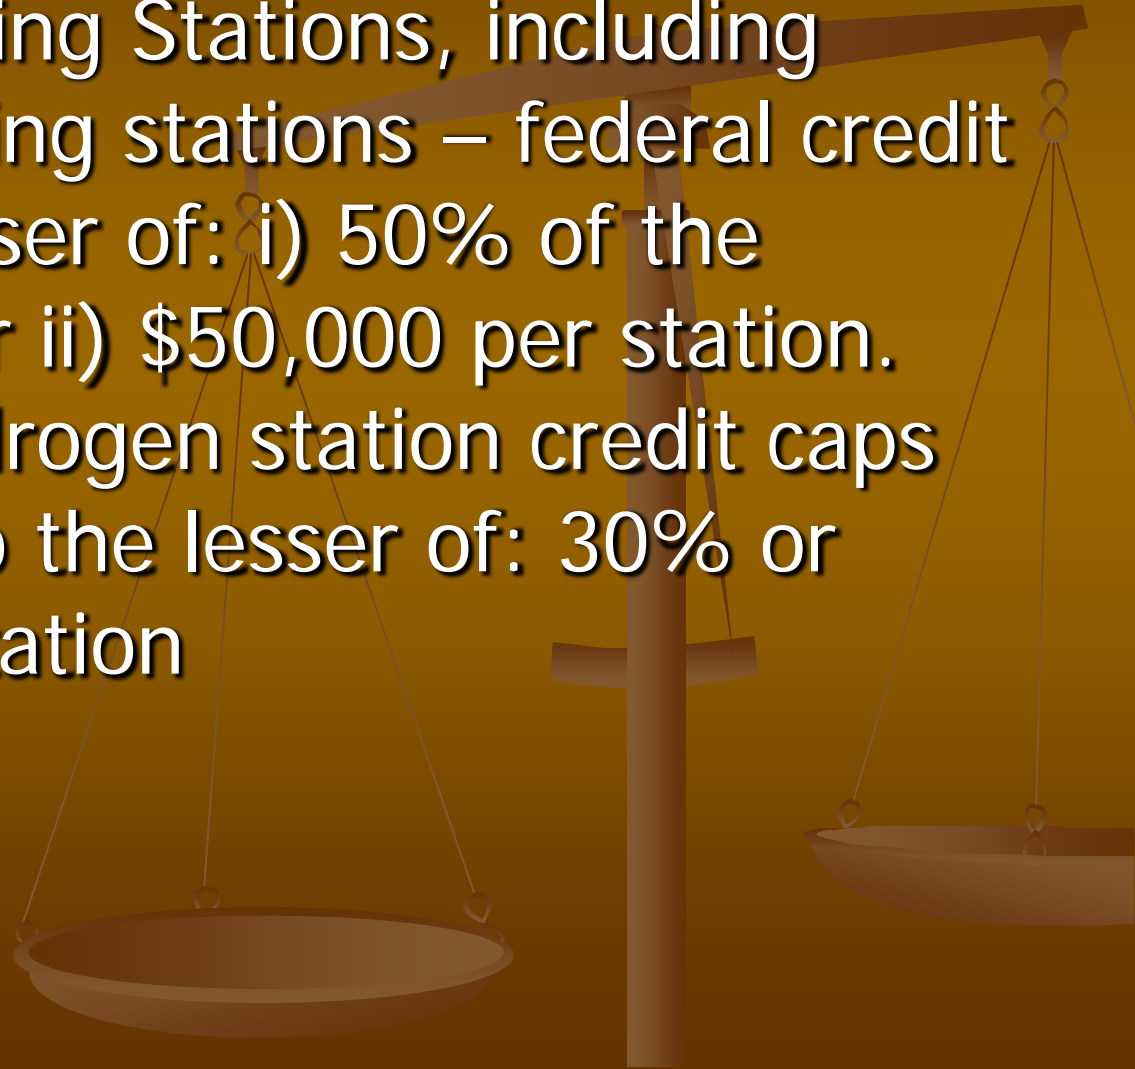 ing Stations, including
ing stations – federal credit
ser of: i) 50% of the
r ii) $50,000 per station.
drogen station credit caps
o the lesser of: 30% or
ation